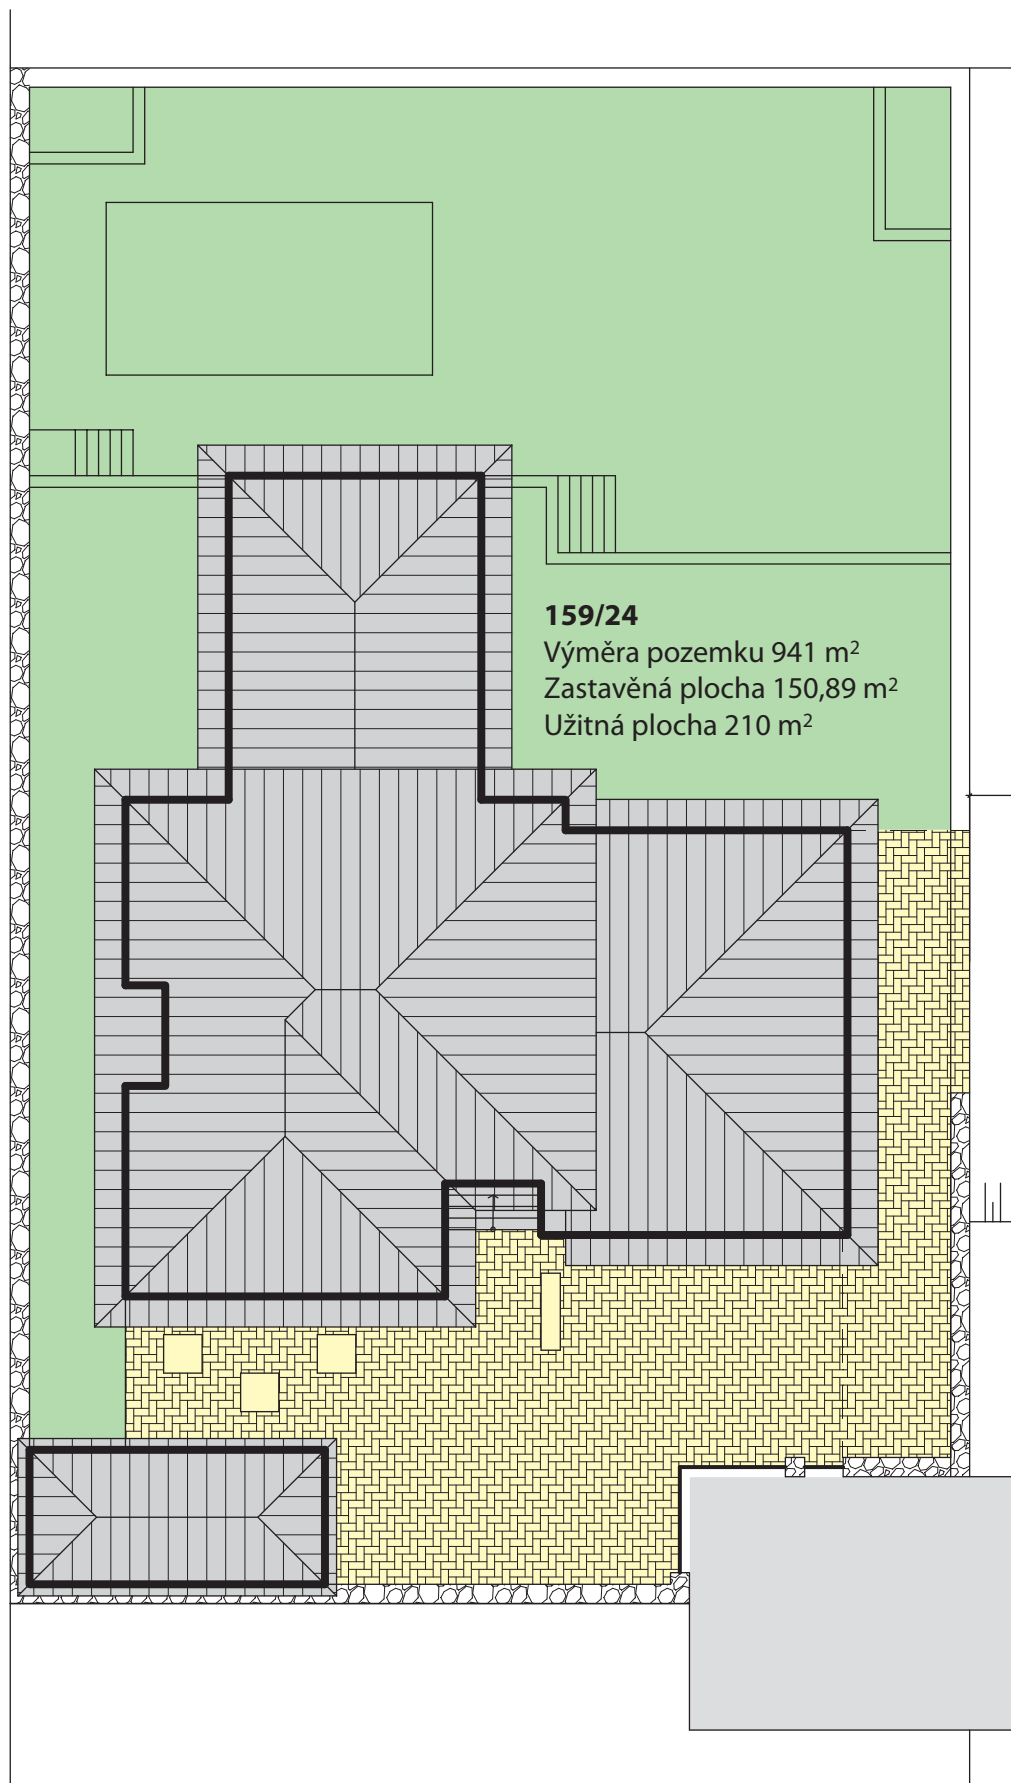 159/24
Výměra pozemku 941 m²
Zastavěná plocha 150,89 m²
Užitná plocha 210 m²